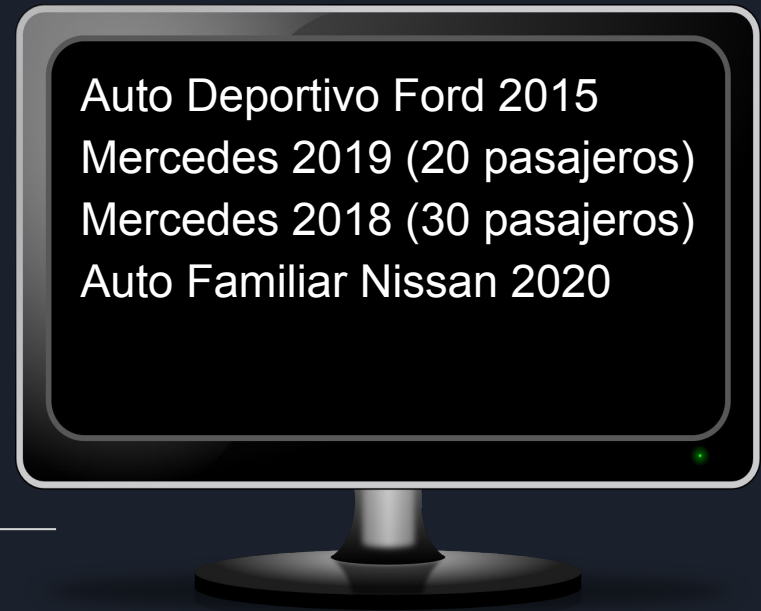 Auto Deportivo Ford 2015
Mercedes 2019 (20 pasajeros)
Mercedes 2018 (30 pasajeros)
Auto Familiar Nissan 2020